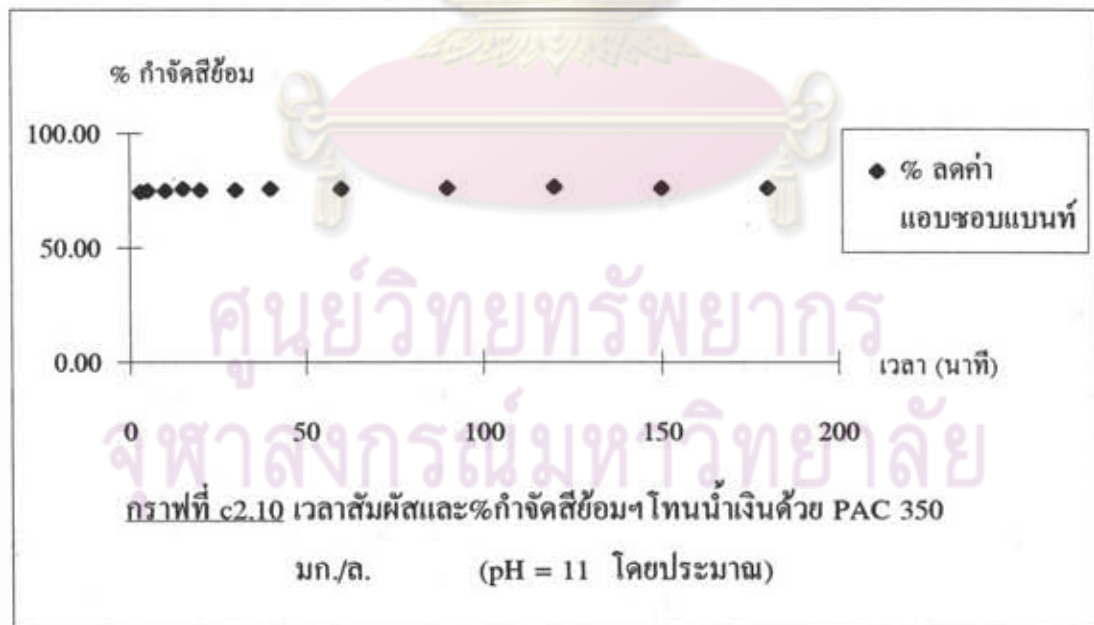 % กำจัดสีย้อม
100.00
50.00
0.00
0 50 100 150 200
เวลา (นาที)
◆ % ลดค่า
แอบซอบแบนท์
ศูนย์วิทยทรัพยากร
จุฬาลงกรณ์มหาวิทยาลัย
กราฟที่ c2.10 เวลาสัมผัสและ%กำจัดสีย้อมฯโทนน้ำเงินด้วย PAC 350
มก./ล. (pH = 11 โดยประมาณ)